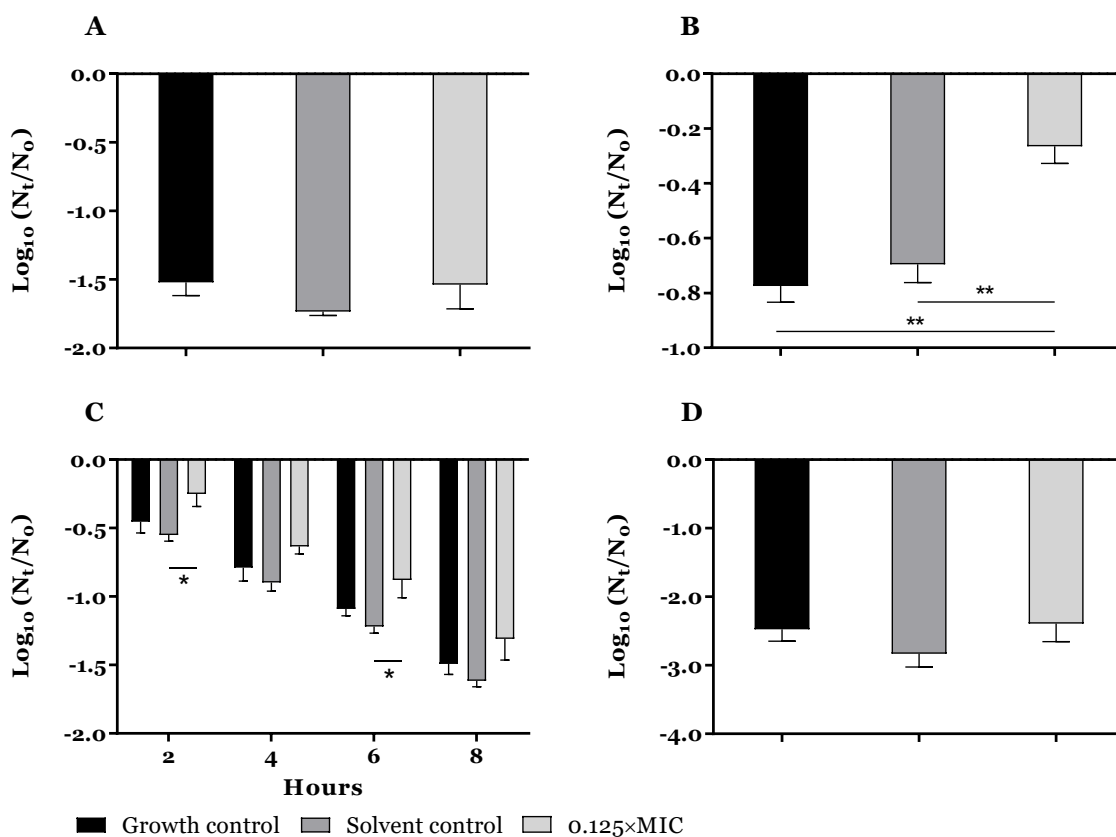 A
B
0.0
-0.5
-1.0
-1.5
-2.0
Log₁₀ (Nₜ/N₀)
0.0
-0.2
-0.4
-0.6
-0.8
-1.0
Log₁₀ (Nₜ/N₀)
**
**
C
D
0.0
-0.5
-1.0
-1.5
-2.0
Log₁₀ (Nₜ/N₀)
*
*
2 4 6 8
Hours
0.0
-1.0
-2.0
-3.0
-4.0
Log₁₀ (Nₜ/N₀)
Growth control Solvent control 0.125×MIC